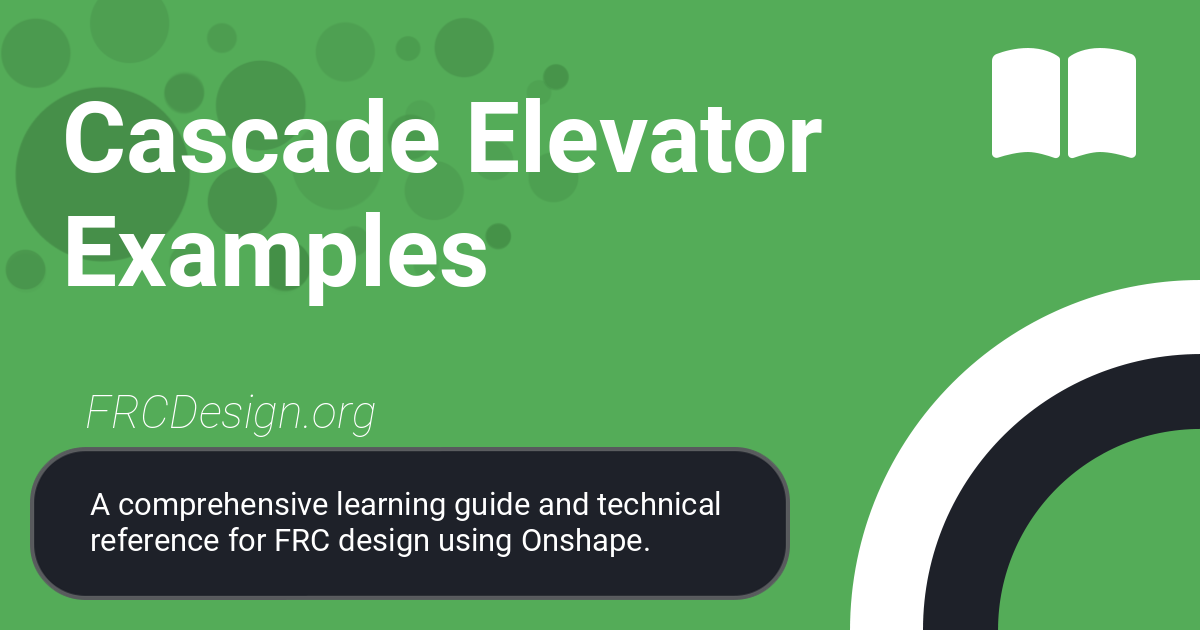 Cascade Elevator
Examples
FRCDesign.org
A comprehensive learning guide and technical
reference for FRC design using Onshape.